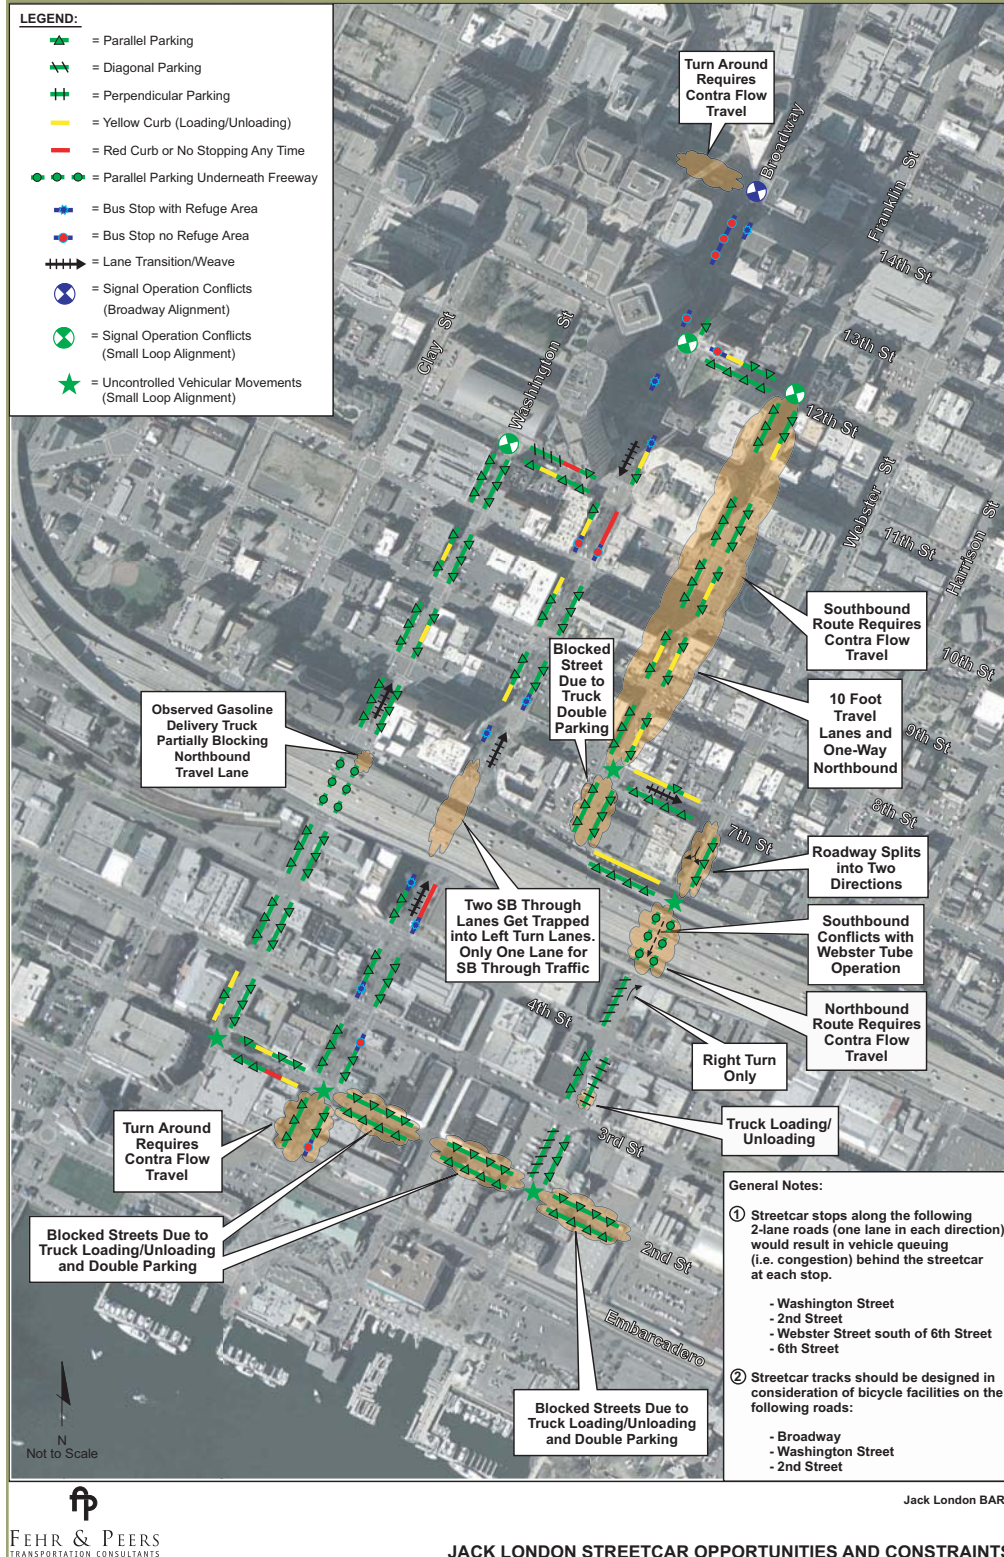 LEGEND:
= Parallel Parking
= Diagonal Parking
= Perpendicular Parking
= Yellow Curb (Loading/Unloading)
= Red Curb or No Stopping Any Time
= Parallel Parking Underneath Freeway
= Bus Stop with Refuge Area
= Bus Stop no Refuge Area
= Lane Transition/Weave
= Signal Operation Conflicts
(Broadway Alignment)
= Signal Operation Conflicts
(Small Loop Alignment)
= Uncontrolled Vehicular Movements
(Small Loop Alignment)
Turn Around
Requires
Contra Flow
Travel
Broadway
Franklin St
14th St
13th St
12th St
Clay St
Washington St
Webster St
11th St
Harrison St
10th St
9th St
8th St
7th St
Southbound
Route Requires
Contra Flow
Travel
Blocked
Street
Due to
Truck
Double
Parking
10 Foot
Travel
Lanes and
One-Way
Northbound
Observed Gasoline
Delivery Truck
Partially Blocking
Northbound
Travel Lane
Roadway Splits
into Two
Directions
Two SB Through
Lanes Get Trapped
into Left Turn Lanes.
Only One Lane for
SB Through Traffic
Southbound
Conflicts with
Webster Tube
Operation
Northbound
Route Requires
Contra Flow
Travel
4th St
Right Turn
Only
Truck Loading/
Unloading
3rd St
Turn Around
Requires
Contra Flow
Travel
Blocked Streets Due to
Truck Loading/Unloading
and Double Parking
2nd St
Embarcadero
Blocked Streets Due to
Truck Loading/Unloading
and Double Parking
General Notes:
1 Streetcar stops along the following
2-lane roads (one lane in each direction)
would result in vehicle queuing
(i.e. congestion) behind the streetcar
at each stop.
- Washington Street
- 2nd Street
- Webster Street south of 6th Street
- 6th Street
2 Streetcar tracks should be designed in
consideration of bicycle facilities on the
following roads:
- Broadway
- Washington Street
- 2nd Street
N
Not to Scale
fp
FEHR & PEERS
TRANSPORTATION CONSULTANTS
Jack London BAR
JACK LONDON STREETCAR OPPORTUNITIES AND CONSTRAINTS